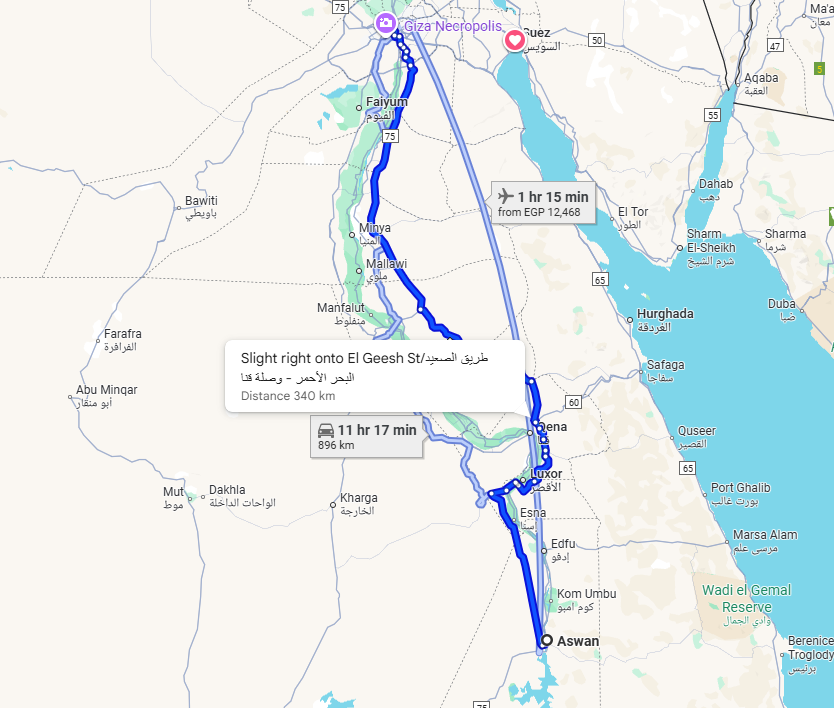 75
Giza Necropolis
Suez
السويس
50
Ma'a
معان
47
5
Aqaba
العقبة
55
Faiyum
الفيوم
75
Bawiti
باويطي
1 hr 15 min
from EGP 12,468
Dahab
دهب
El Tor
الطور
Sharm
El-Sheikh
شرم الشيخ
Sharma
شرما
Minya
المنيا
Mallawi
ملوي
65
Manfalut
منفلوط
Duba
ضبا
Hurghada
الغردقة
Farafra
الفرافرة
Slight right onto El Geesh St/طريق الصعيد
البحر الأحمر - وصلة قنا
Distance 340 km
Safaga
سفاجا
Abu Minqar
أبو منقار
60
11 hr 17 min
896 km
Qena
قنا
Quseer
القصير
65
Luxor
الأقصر
Mut
موط
Dakhla
الواحات الداخلة
Kharga
الخارجة
Port Ghalib
بورت غالب
Esna
إسنا
Edfu
إدفو
Marsa Alam
مرسى علم
Kom Umbu
كوم امبو
Wadi el Gemal
Reserve
وادي الجمال
Aswan
Berenice
Troglody
برنيس
75